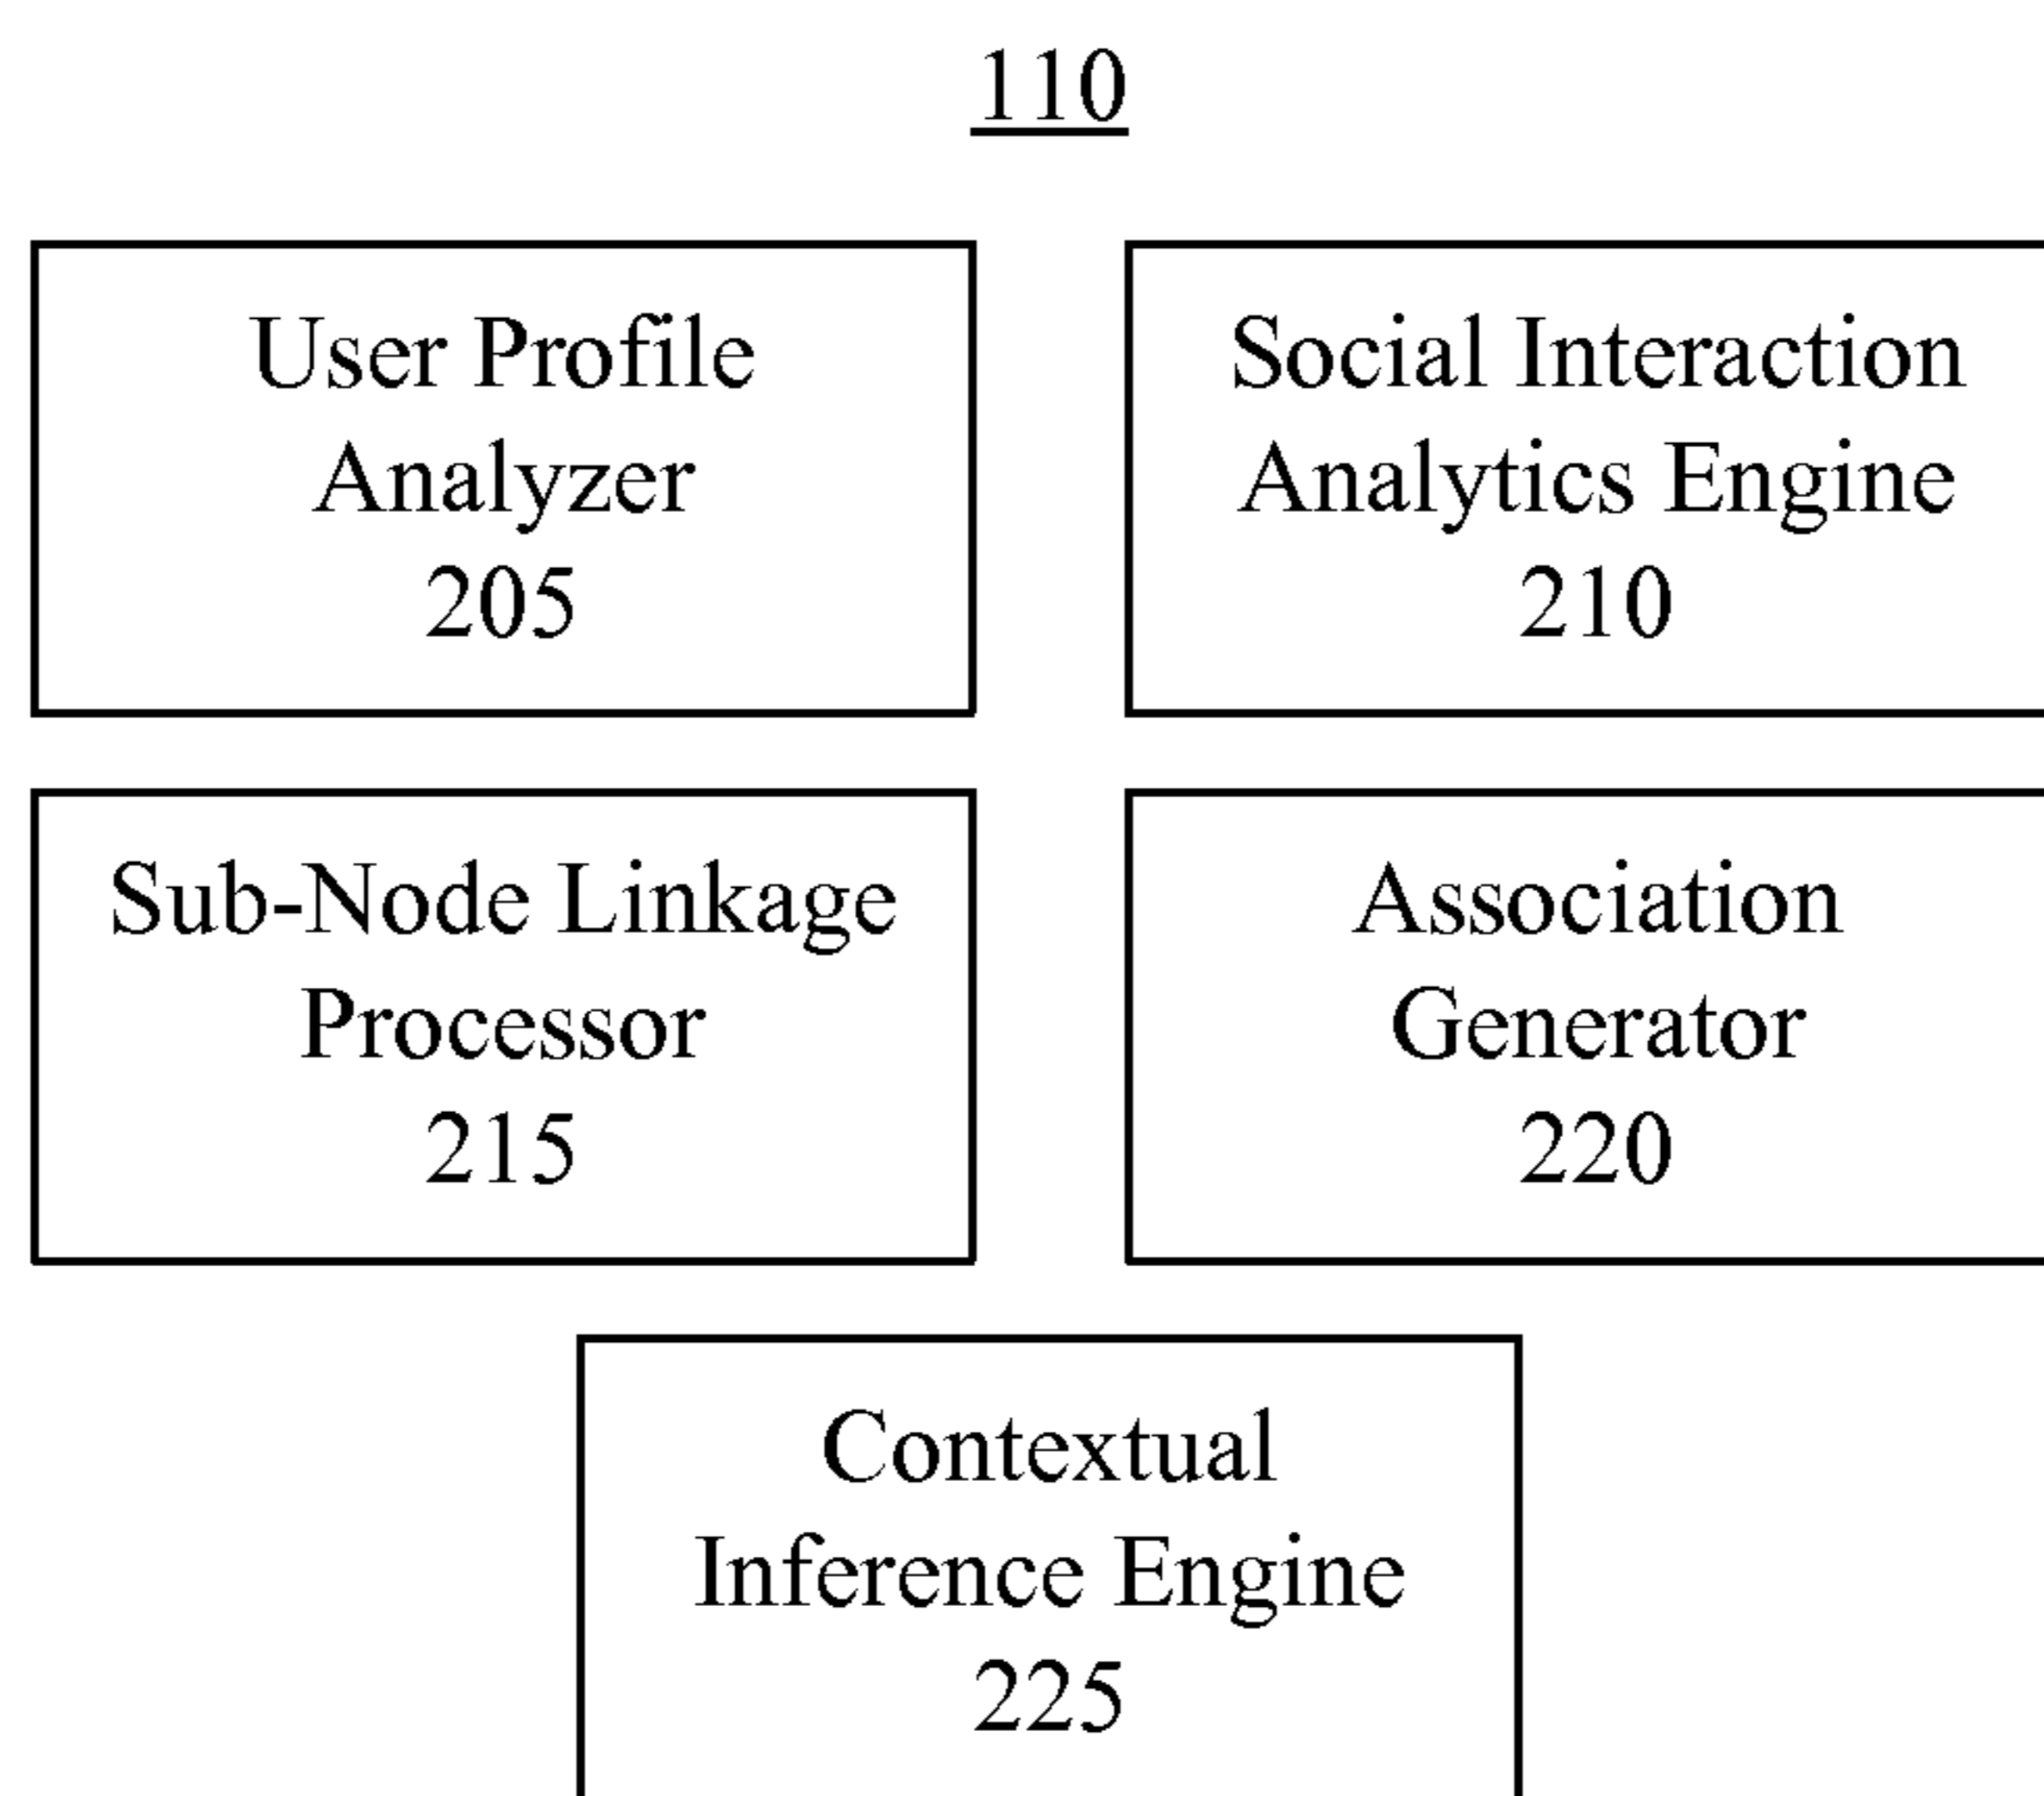 110
User Profile
Analyzer
205
Social Interaction
Analytics Engine
210
Sub-Node Linkage
Processor
215
Association
Generator
220
Contextual
Inference Engine
225